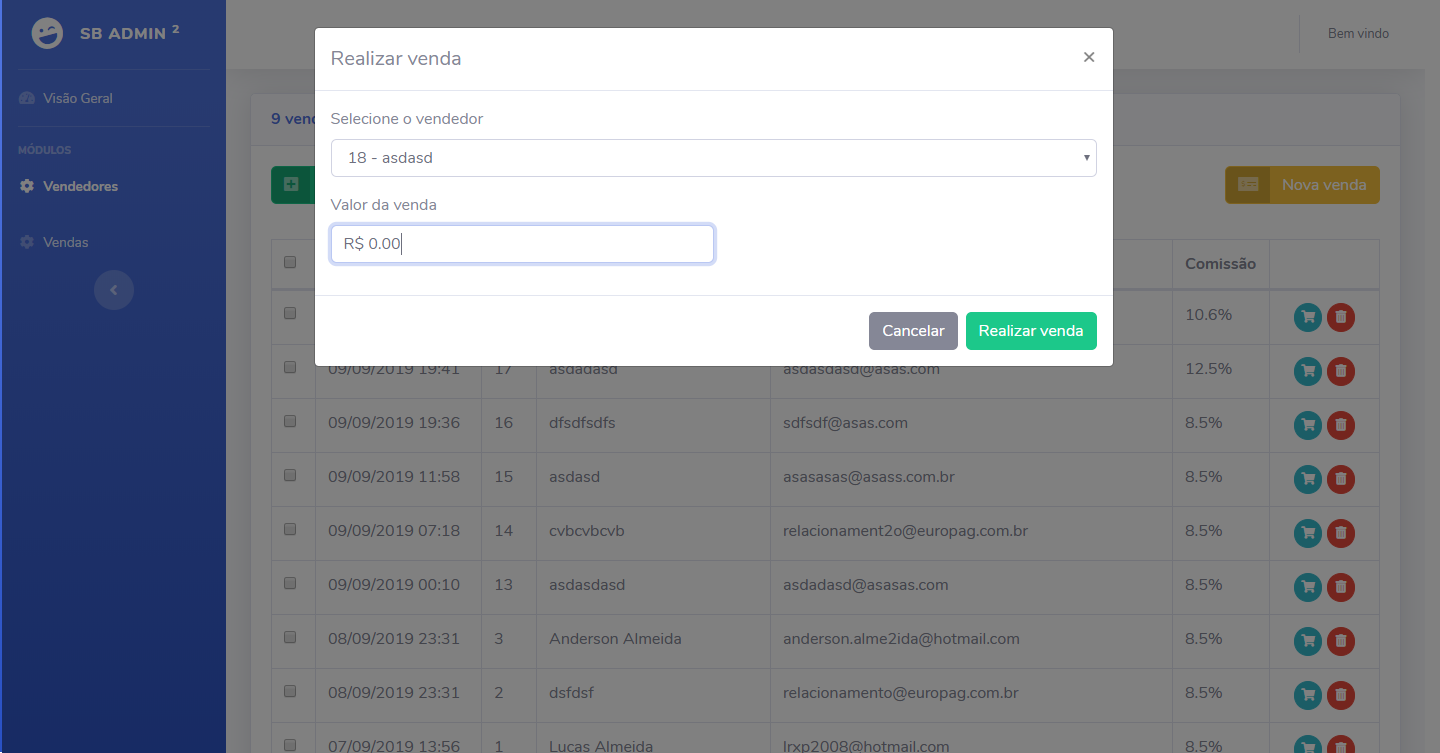 SB ADMIN 2
Bem vindo
Visão Geral
MÓDULOS
Vendedores
Vendas
Realizar venda
×
Selecione o vendedor
18 - asdasd
Valor da venda
R$ 0.00
Cancelar
Realizar venda
9
Nova venda
Comissão
10.6%
09/09/2019 19:41 17 asdadasd asdasdasd@asas.com 12.5%
09/09/2019 19:36 16 dfsdfsdfs sdfsdf@asas.com 8.5%
09/09/2019 11:58 15 asdasd asasasas@asass.com.br 8.5%
09/09/2019 07:18 14 cvbcvbcvb relacionament2o@europag.com.br 8.5%
09/09/2019 00:10 13 asdasdasd asdadasd@asasas.com 8.5%
08/09/2019 23:31 3 Anderson Almeida anderson.alme2ida@hotmail.com 8.5%
08/09/2019 23:31 2 dsfdsf relacionamento@europag.com.br 8.5%
07/09/2019 13:56 1 Lucas Almeida lrxp2008@hotmail.com 8.5%